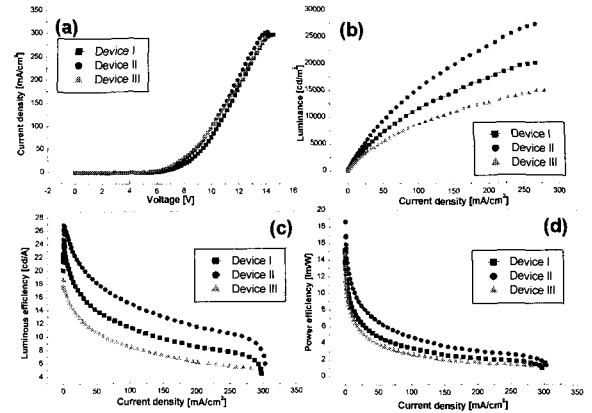 (a)
Device I
Device II
Device III
Current density [mA/cm²]
350
300
250
200
150
100
50
0
-2 0 2 4 6 8 10 12 14 16
Voltage [V]
(b)
Device I
Device II
Device III
Luminance [cd/m²]
30000
25000
20000
15000
10000
5000
0
0 50 100 150 200 250 300
Current density [mA/cm²]
(c)
Device I
Device II
Device III
Luminous efficiency [cd/A]
28
26
24
22
20
18
16
14
12
10
8
6
4
0 50 100 150 200 250 300 350
Current density [mA/cm²]
(d)
Device I
Device II
Device III
Power efficiency [lm/W]
20
18
16
14
12
10
8
6
4
2
0
0 50 100 150 200 250 300 350
Current density [mA/cm²]